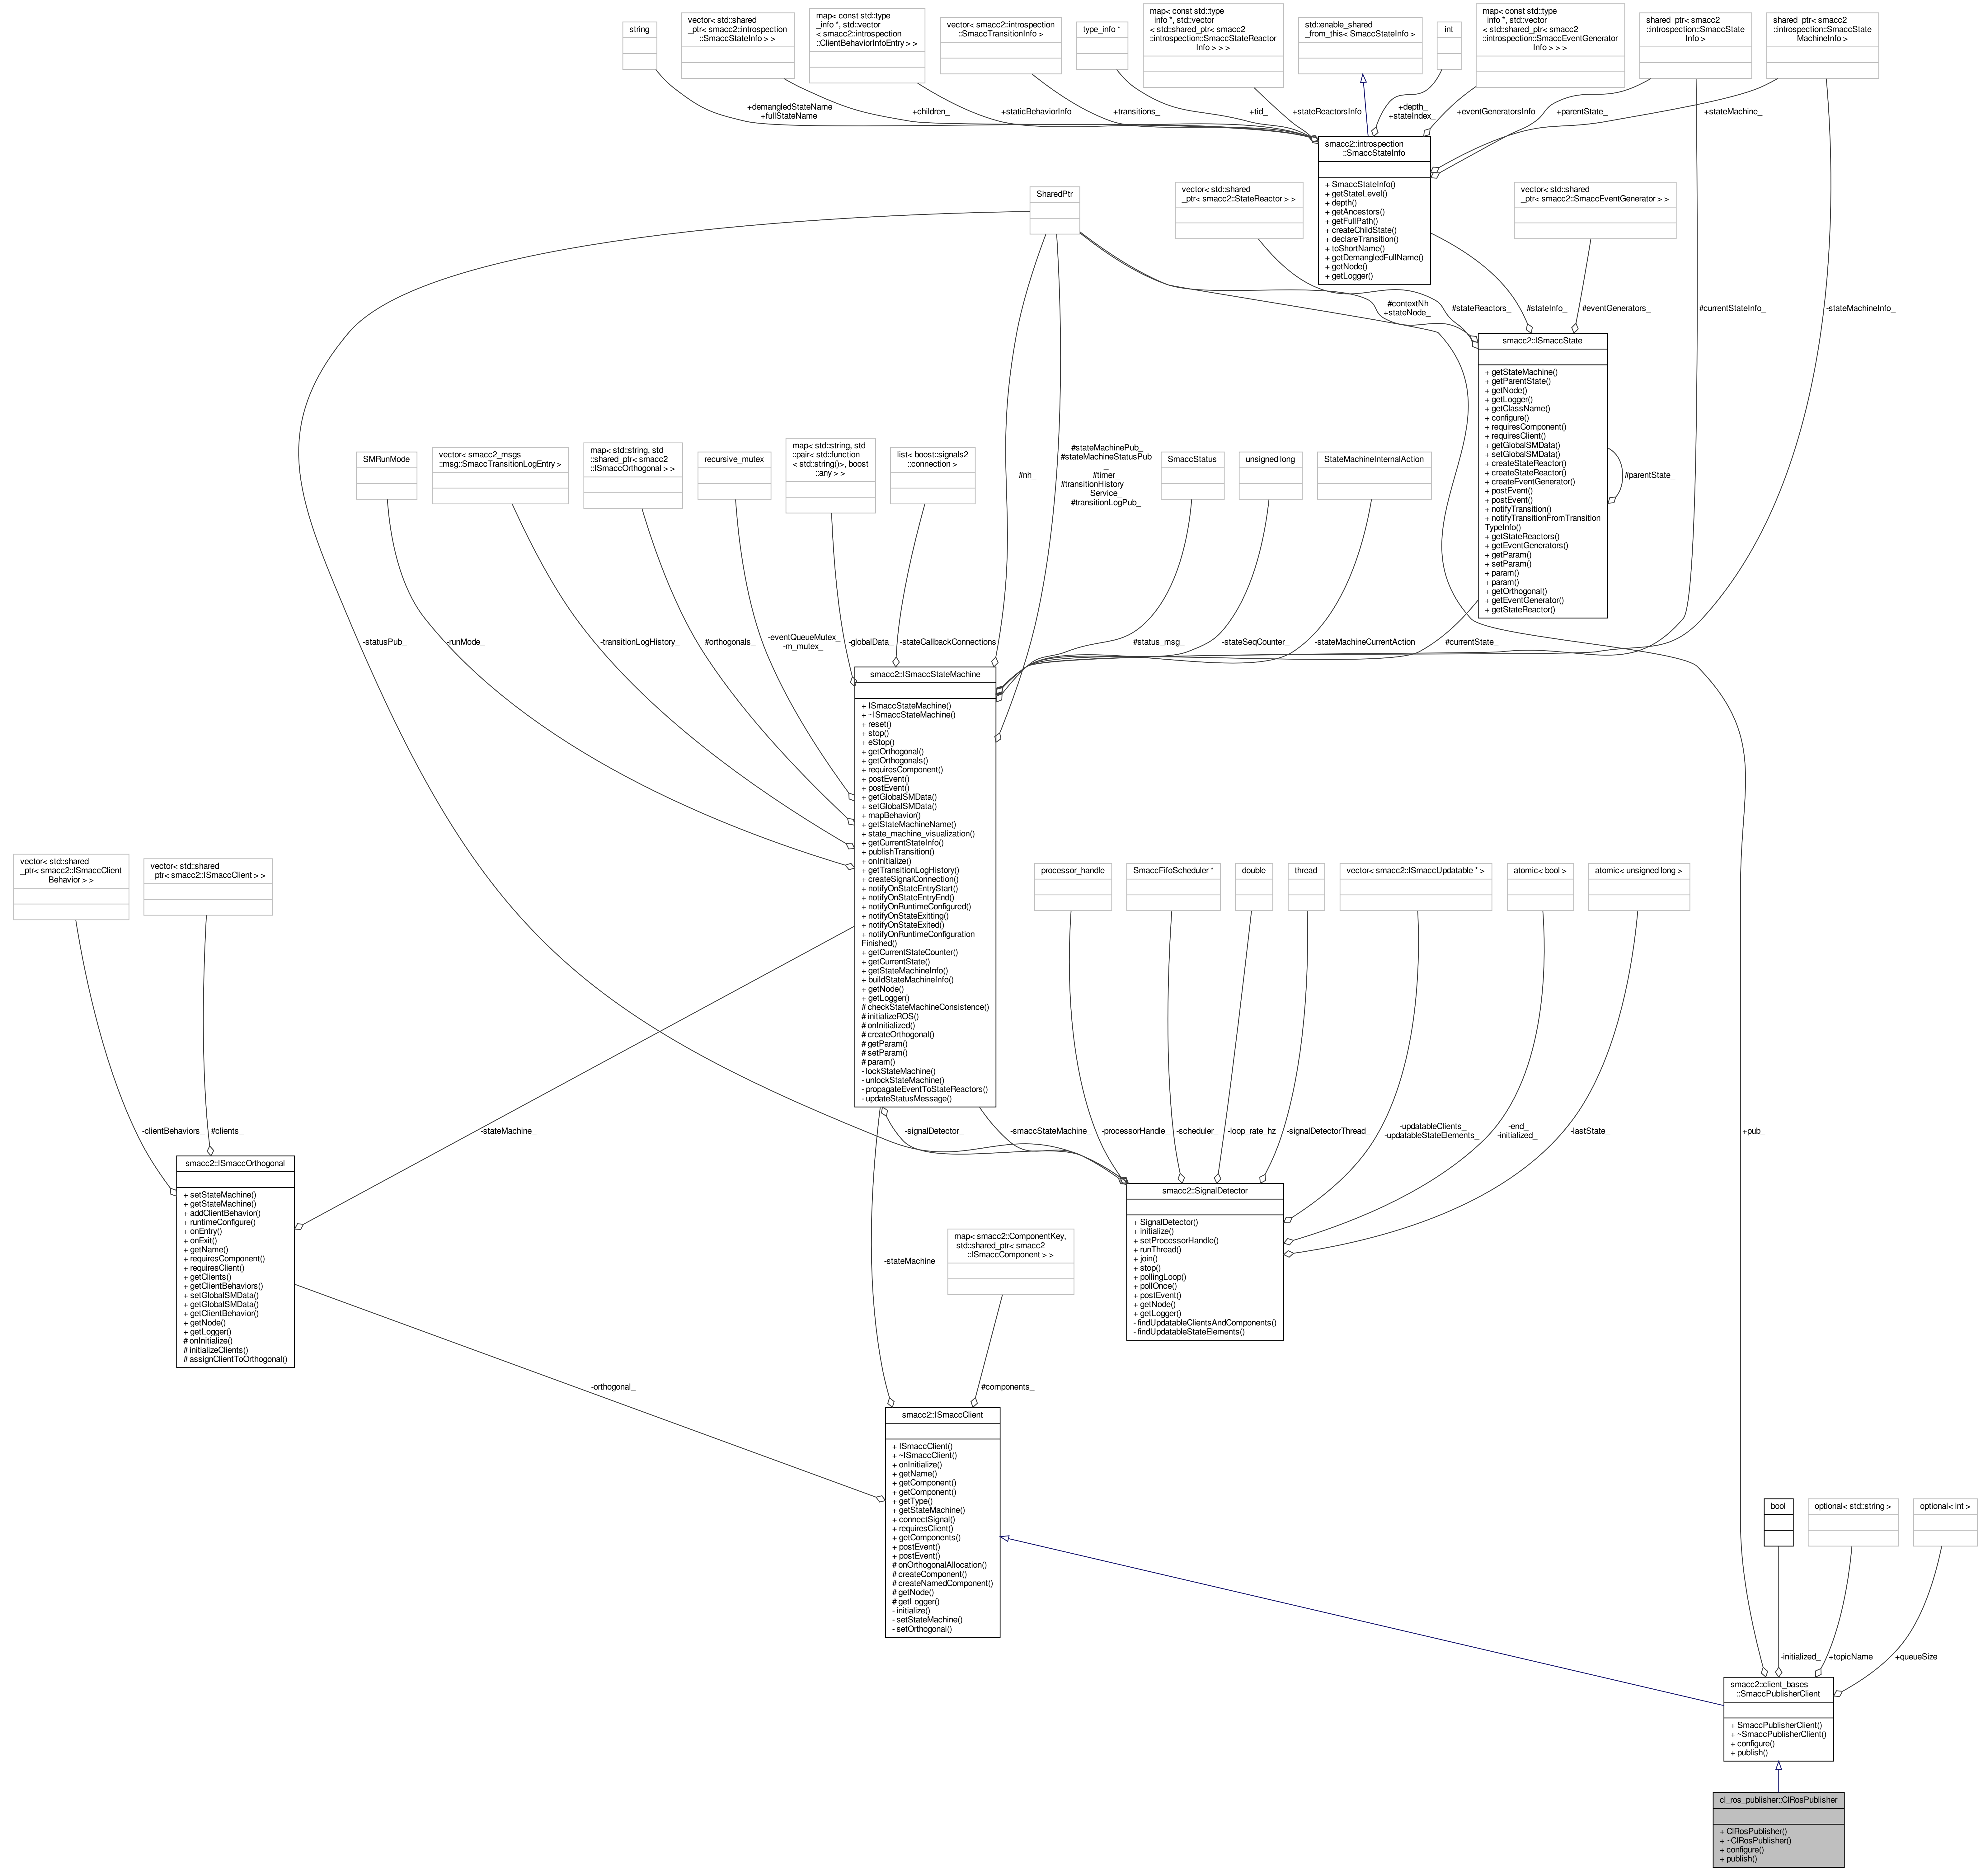 string
vector< std::shared
_ptr< smacc2::introspection
::SmaccStateInfo > >
map< const std::type
_info *, std::vector
< smacc2::introspection
::ClientBehaviorInfoEntry > >
vector< smacc2::introspection
::SmaccTransitionInfo >
type_info *
map< const std::type
_info *, std::vector
< std::shared_ptr< smacc2
::introspection::SmaccStateReactor
Info > > >
std::enable_shared
_from_this< SmaccStateInfo >
int
map< const std::type
_info *, std::vector
< std::shared_ptr< smacc2
::introspection::SmaccEventGenerator
Info > > >
shared_ptr< smacc2
::introspection::SmaccState
Info >
shared_ptr< smacc2
::introspection::SmaccState
MachineInfo >
+demangledStateName
+fullStateName
+children_
+staticBehaviorInfo
+transitions_
+tid_
+stateReactorsInfo
+depth_
+stateIndex_
+eventGeneratorsInfo
+parentState_
+stateMachine_
smacc2::introspection
::SmaccStateInfo
+ SmaccStateInfo()
+ getStateLevel()
+ depth()
+ getAncestors()
+ getFullPath()
+ createChildState()
+ declareTransition()
+ toShortName()
+ getDemangledFullName()
+ getNode()
+ getLogger()
SharedPtr
vector< std::shared
_ptr< smacc2::StateReactor > >
vector< std::shared
_ptr< smacc2::SmaccEventGenerator > >
#contextNh
+stateNode_
#stateReactors_
#stateInfo_
#eventGenerators_
#currentStateInfo_
-stateMachineInfo_
smacc2::ISmaccState
+ getStateMachine()
+ getParentState()
+ getNode()
+ getLogger()
+ getClassName()
+ configure()
+ requiresComponent()
+ requiresClient()
+ getGlobalSMData()
+ setGlobalSMData()
+ createStateReactor()
+ createStateReactor()
+ createEventGenerator()
+ postEvent()
+ postEvent()
+ notifyTransition()
+ notifyTransitionFromTransition
TypeInfo()
+ getStateReactors()
+ getEventGenerators()
+ getParam()
+ setParam()
+ param()
+ param()
+ getOrthogonal()
+ getEventGenerator()
+ getStateReactor()
#parentState_
SMRunMode
vector< smacc2_msgs
::msg::SmaccTransitionLogEntry >
map< std::string, std
::shared_ptr< smacc2
::ISmaccOrthogonal > >
recursive_mutex
map< std::string, std
::pair< std::function
< std::string()>, boost
::any > >
list< boost::signals2
::connection >
#nh_
#stateMachinePub_
#stateMachineStatusPub
_
#timer_
#transitionHistory
Service_
#transitionLogPub_
SmaccStatus
unsigned long
StateMachineInternalAction
-statusPub_
-runMode_
-transitionLogHistory_
#orthogonals_
-eventQueueMutex_
-m_mutex_
-globalData_
-stateCallbackConnections
#status_msg_
-stateSeqCounter_
-stateMachineCurrentAction
#currentState_
smacc2::ISmaccStateMachine
+ ISmaccStateMachine()
+ ~ISmaccStateMachine()
+ reset()
+ stop()
+ eStop()
+ getOrthogonal()
+ getOrthogonals()
+ requiresComponent()
+ postEvent()
+ postEvent()
+ getGlobalSMData()
+ setGlobalSMData()
+ mapBehavior()
+ getStateMachineName()
+ state_machine_visualization()
+ getCurrentStateInfo()
+ publishTransition()
+ onInitialize()
+ getTransitionLogHistory()
+ createSignalConnection()
+ notifyOnStateEntryStart()
+ notifyOnStateEntryEnd()
+ notifyOnRuntimeConfigured()
+ notifyOnStateExitting()
+ notifyOnStateExited()
+ notifyOnRuntimeConfiguration
Finished()
+ getCurrentStateCounter()
+ getCurrentState()
+ getStateMachineInfo()
+ buildStateMachineInfo()
+ getNode()
+ getLogger()
# checkStateMachineConsistence()
# initializeROS()
# onInitialized()
# createOrthogonal()
# getParam()
# setParam()
# param()
- lockStateMachine()
- unlockStateMachine()
- propagateEventToStateReactors()
- updateStatusMessage()
vector< std::shared
_ptr< smacc2::ISmaccClient
Behavior > >
vector< std::shared
_ptr< smacc2::ISmaccClient > >
processor_handle
SmaccFifoScheduler *
double
thread
vector< smacc2::ISmaccUpdatable * >
atomic< bool >
atomic< unsigned long >
-clientBehaviors_
#clients_
-stateMachine_
-signalDetector_
-smaccStateMachine_
-processorHandle_
-scheduler_
-loop_rate_hz
-signalDetectorThread_
-updatableClients_
-updatableStateElements_
-end_
-initialized_
-lastState_
+pub_
smacc2::ISmaccOrthogonal
+ setStateMachine()
+ getStateMachine()
+ addClientBehavior()
+ runtimeConfigure()
+ onEntry()
+ onExit()
+ getName()
+ requiresComponent()
+ requiresClient()
+ getClients()
+ getClientBehaviors()
+ setGlobalSMData()
+ getGlobalSMData()
+ getClientBehavior()
+ getNode()
+ getLogger()
# onInitialize()
# initializeClients()
# assignClientToOrthogonal()
smacc2::SignalDetector
+ SignalDetector()
+ initialize()
+ setProcessorHandle()
+ runThread()
+ join()
+ stop()
+ pollingLoop()
+ pollOnce()
+ postEvent()
+ getNode()
+ getLogger()
- findUpdatableClientsAndComponents()
- findUpdatableStateElements()
-stateMachine_
map< smacc2::ComponentKey,
std::shared_ptr< smacc2
::ISmaccComponent > >
-orthogonal_
#components_
smacc2::ISmaccClient
+ ISmaccClient()
+ ~ISmaccClient()
+ onInitialize()
+ getName()
+ getComponent()
+ getComponent()
+ getType()
+ getStateMachine()
+ connectSignal()
+ requiresClient()
+ getComponents()
+ postEvent()
+ postEvent()
# onOrthogonalAllocation()
# createComponent()
# createNamedComponent()
# getNode()
# getLogger()
- initialize()
- setStateMachine()
- setOrthogonal()
bool
optional< std::string >
optional< int >
-initialized_
+topicName
+queueSize
smacc2::client_bases
::SmaccPublisherClient
+ SmaccPublisherClient()
+ ~SmaccPublisherClient()
+ configure()
+ publish()
cl_ros_publisher::ClRosPublisher
+ ClRosPublisher()
+ ~ClRosPublisher()
+ configure()
+ publish()